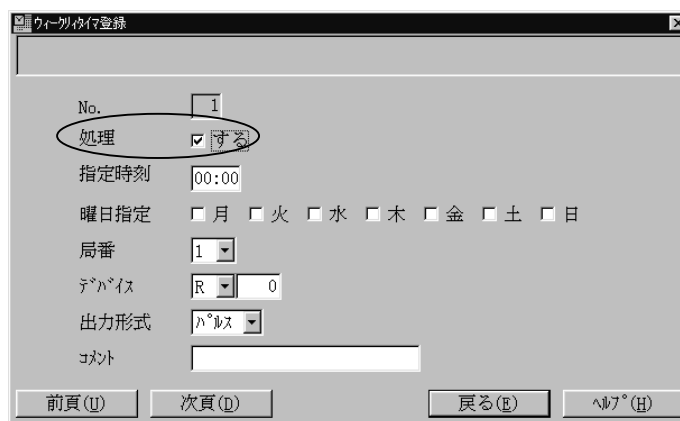 ウィークリィタイマ登録
No. 1
処理 する
指定時刻 00:00
曜日指定 月 火 水 木 金 土 日
局番 1
ﾃﾞﾊﾞｲｽ R 0
出力形式 ﾊﾟﾙｽ
ｺﾒﾝﾄ
前頁(U) 次頁(D) 戻る(E) ﾍﾙﾌﾟ(H)